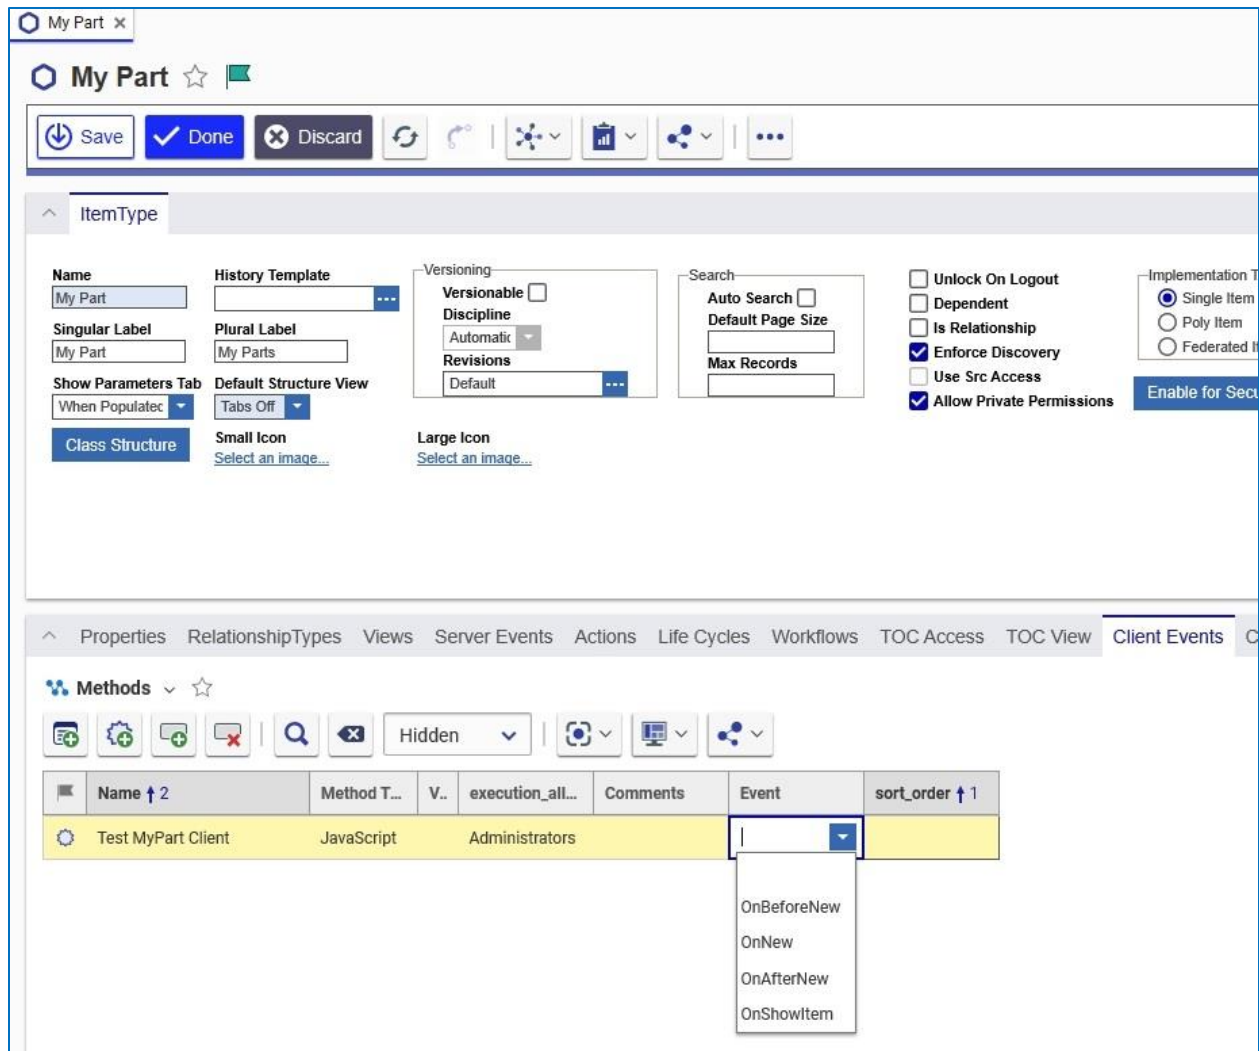 My Part
My Part
Save Done Discard
ItemType
Name History Template Versioning Search Unlock On Logout Implementation T
My Part Versionable Auto Search Dependent Single Item
Singular Label Plural Label Discipline Default Page Size Is Relationship Poly Item
My Part My Parts Automatic Enforce Discovery Federated It
Show Parameters Tab Default Structure View Revisions Max Records Use Src Access
When Populated Tabs Off Default Allow Private Permissions Enable for Secu
Class Structure Small Icon Large Icon
Select an image... Select an image...
Properties RelationshipTypes Views Server Events Actions Life Cycles Workflows TOC Access TOC View Client Events C
Methods
Hidden
Name 2 Method T... V.. execution_all... Comments Event sort_order 1
Test MyPart Client JavaScript Administrators
OnBeforeNew
OnNew
OnAfterNew
OnShowItem